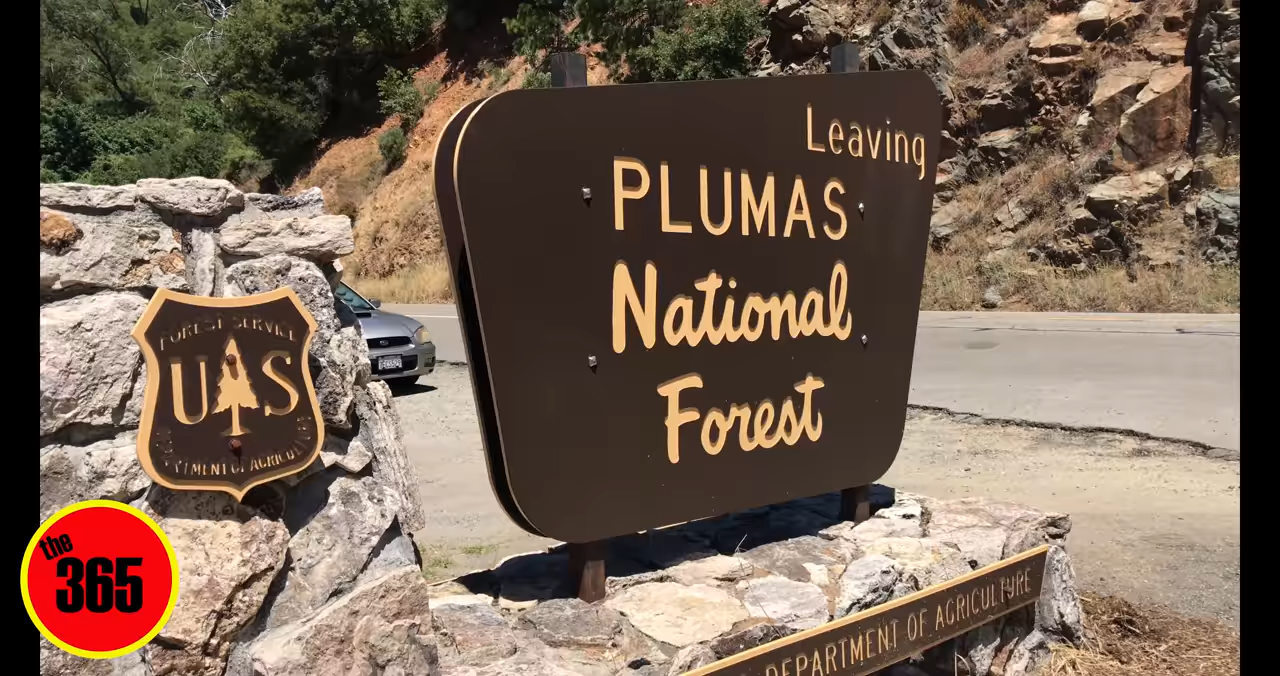 Leaving
PLUMAS
National
Forest
FOREST SERVICE
U S
DEPARTMENT OF AGRICULTURE
DEPARTMENT OF AGRICULTURE
the
365